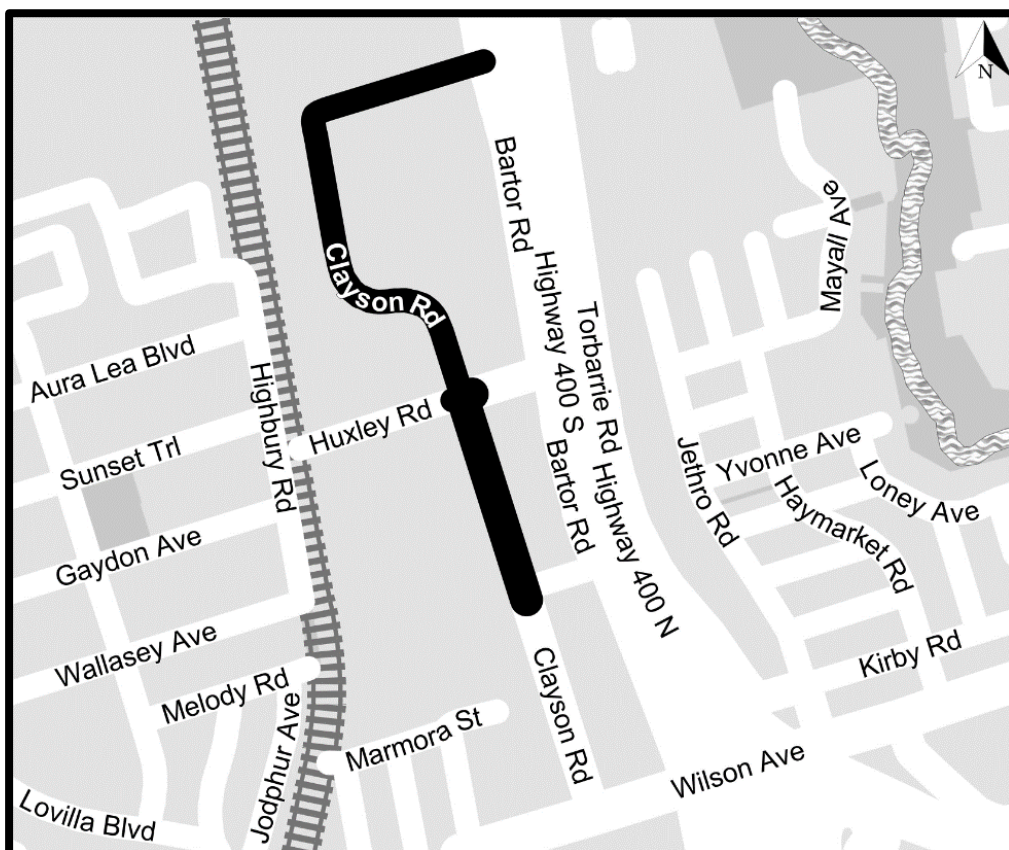 N
Bartor Rd
Mayall Ave
Clayson Rd
Highway 400 S
Torbarrie Rd
Aura Lea Blvd
Highbury Rd
Huxley Rd
Sunset Trl
Bartor Rd
Highway 400 N
Jethro Rd
Yvonne Ave
Loney Ave
Haymarket Rd
Gaydon Ave
Wallasey Ave
Kirby Rd
Melody Rd
Clayson Rd
Jodphur Ave
Marmora St
Wilson Ave
Lovilla Blvd